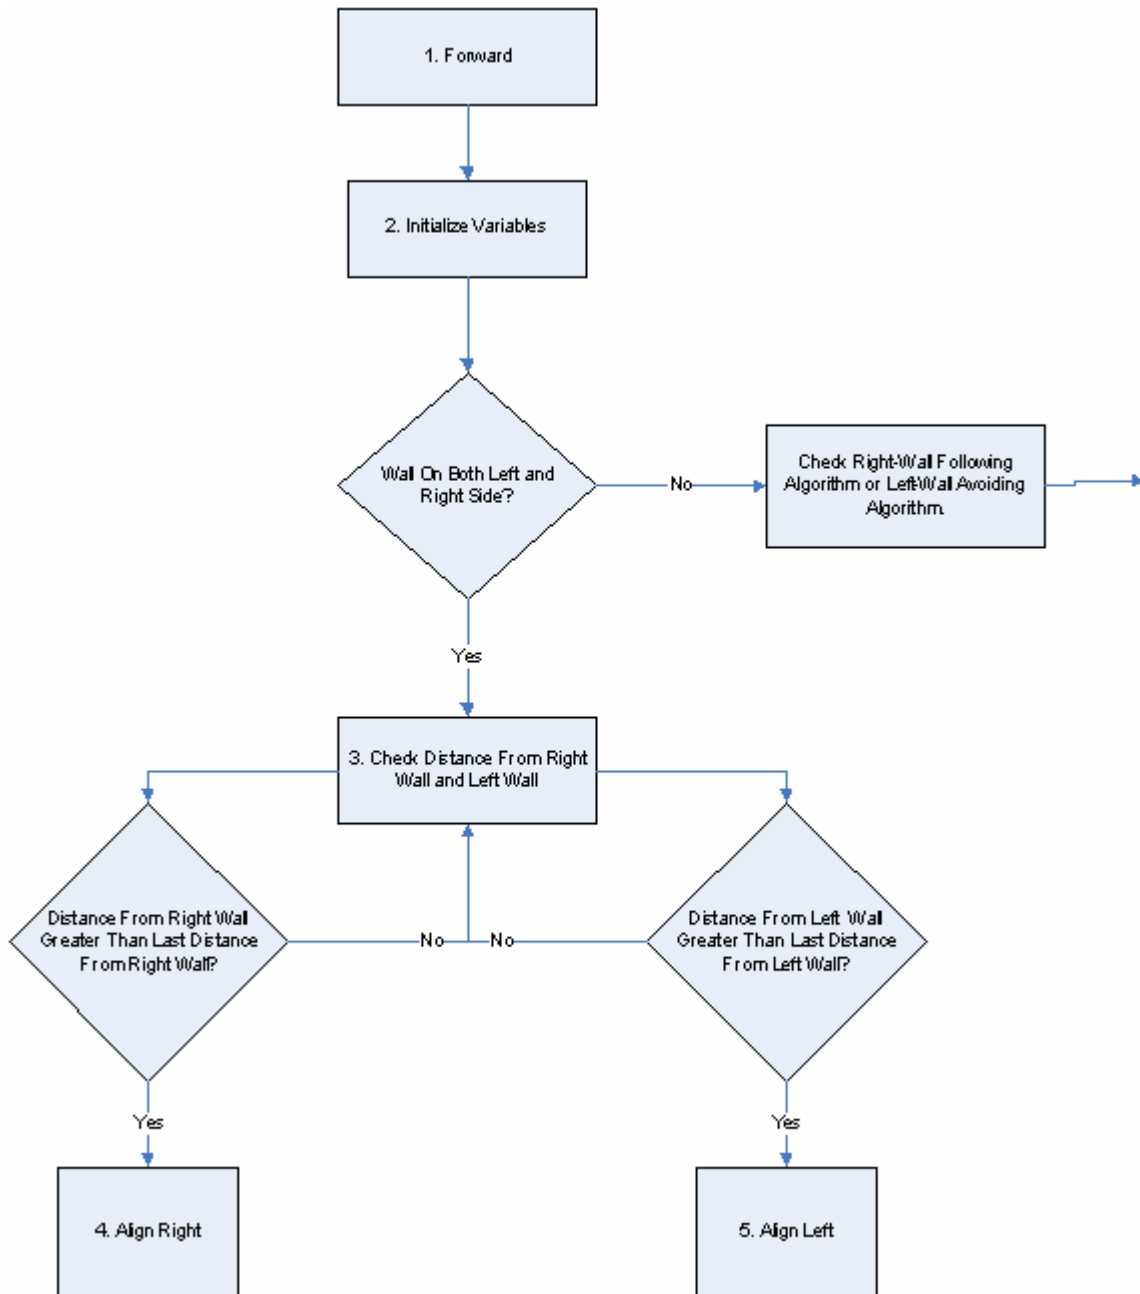 1. Forward
2. Initialize Variables
Wall On Both Left and
Right Side?
No
Check Right-Wall Following
Algorithm or Left-Wall Avoiding
Algorithm.
Yes
3. Check Distance From Right
Wall and Left Wall
Distance From Right Wall
Greater Than Last Distance
From Right Wall?
No
No
Distance From Left Wall
Greater Than Last Distance
From Left Wall?
Yes
Yes
4. Align Right
5. Align Left